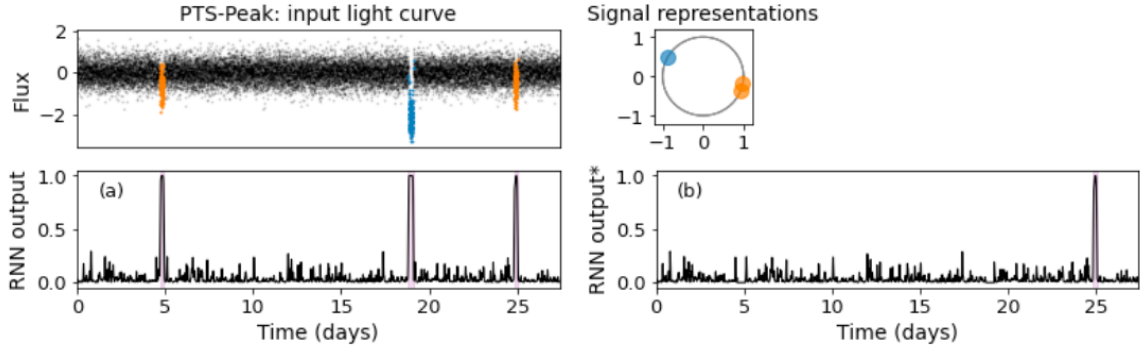 PTS-Peak: input light curve
Signal representations
2
0
−2
Flux
1
0
−1
−1 0 1
1.0
0.5
0.0
RNN output
(a)
0 5 10 15 20 25
Time (days)
1.0
0.5
0.0
RNN output*
(b)
0 5 10 15 20 25
Time (days)